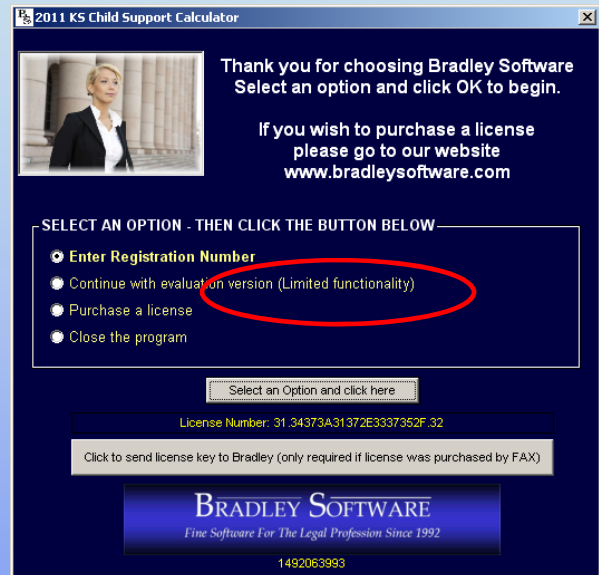 2011 KS Child Support Calculator
Thank you for choosing Bradley Software
Select an option and click OK to begin.
If you wish to purchase a license
please go to our website
www.bradleysoftware.com
SELECT AN OPTION - THEN CLICK THE BUTTON BELOW
Enter Registration Number
Continue with evaluation version (Limited functionality)
Purchase a license
Close the program
Select an Option and click here
License Number: 31.34373A31372E3337352F.32
Click to send license key to Bradley (only required if license was purchased by FAX)
BRADLEY SOFTWARE
Fine Software For The Legal Profession Since 1992
1492063993